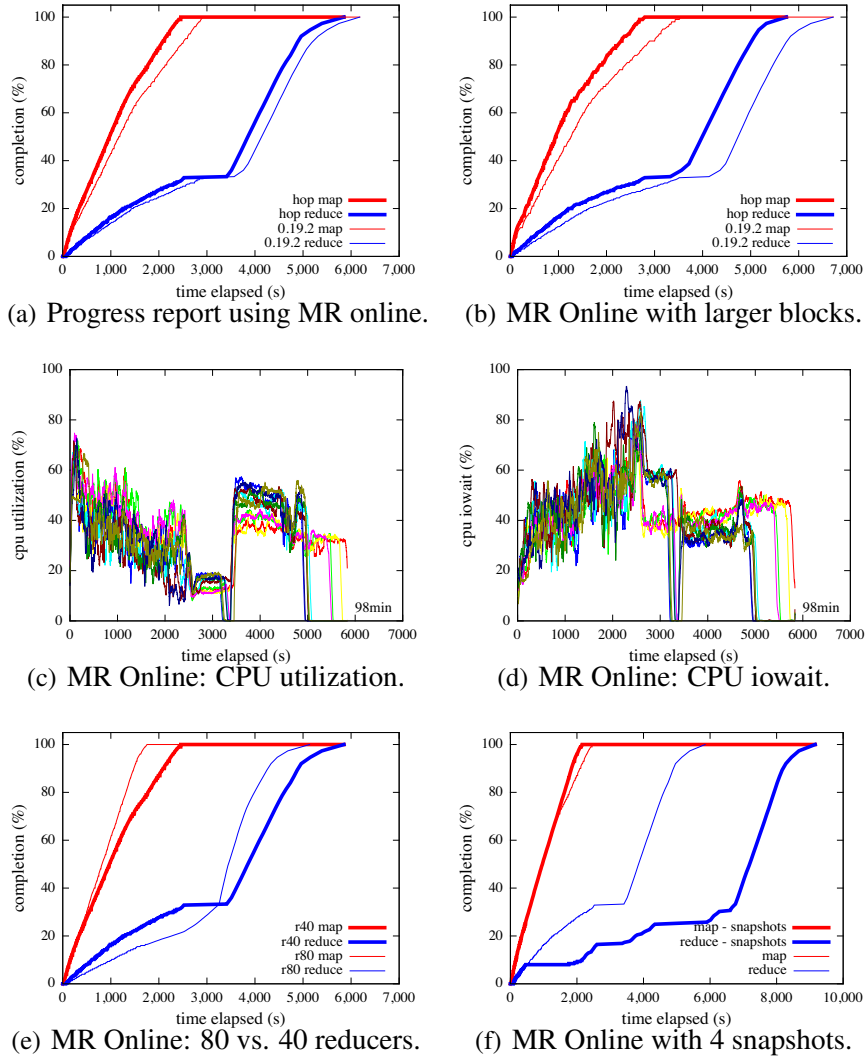 100
80
60
40
20
0
completion (%)
hop map
hop reduce
0.19.2 map
0.19.2 reduce
0 1,000 2,000 3,000 4,000 5,000 6,000 7,000
time elapsed (s)
(a) Progress report using MR online.
100
80
60
40
20
0
completion (%)
hop map
hop reduce
0.19.2 map
0.19.2 reduce
0 1,000 2,000 3,000 4,000 5,000 6,000 7,000
time elapsed (s)
(b) MR Online with larger blocks.
100
80
60
40
20
0
cpu utilization (%)
98min
0 1000 2000 3000 4000 5000 6000 7000
time elapsed (s)
(c) MR Online: CPU utilization.
100
80
60
40
20
0
cpu iowait (%)
98min
0 1000 2000 3000 4000 5000 6000 7000
time elapsed (s)
(d) MR Online: CPU iowait.
100
80
60
40
20
0
completion (%)
r40 map
r40 reduce
r80 map
r80 reduce
0 1,000 2,000 3,000 4,000 5,000 6,000 7,000
time elapsed (s)
(e) MR Online: 80 vs. 40 reducers.
100
80
60
40
20
0
completion (%)
map - snapshots
reduce - snapshots
map
reduce
0 2,000 4,000 6,000 8,000 10,000
time elapsed (s)
(f) MR Online with 4 snapshots.